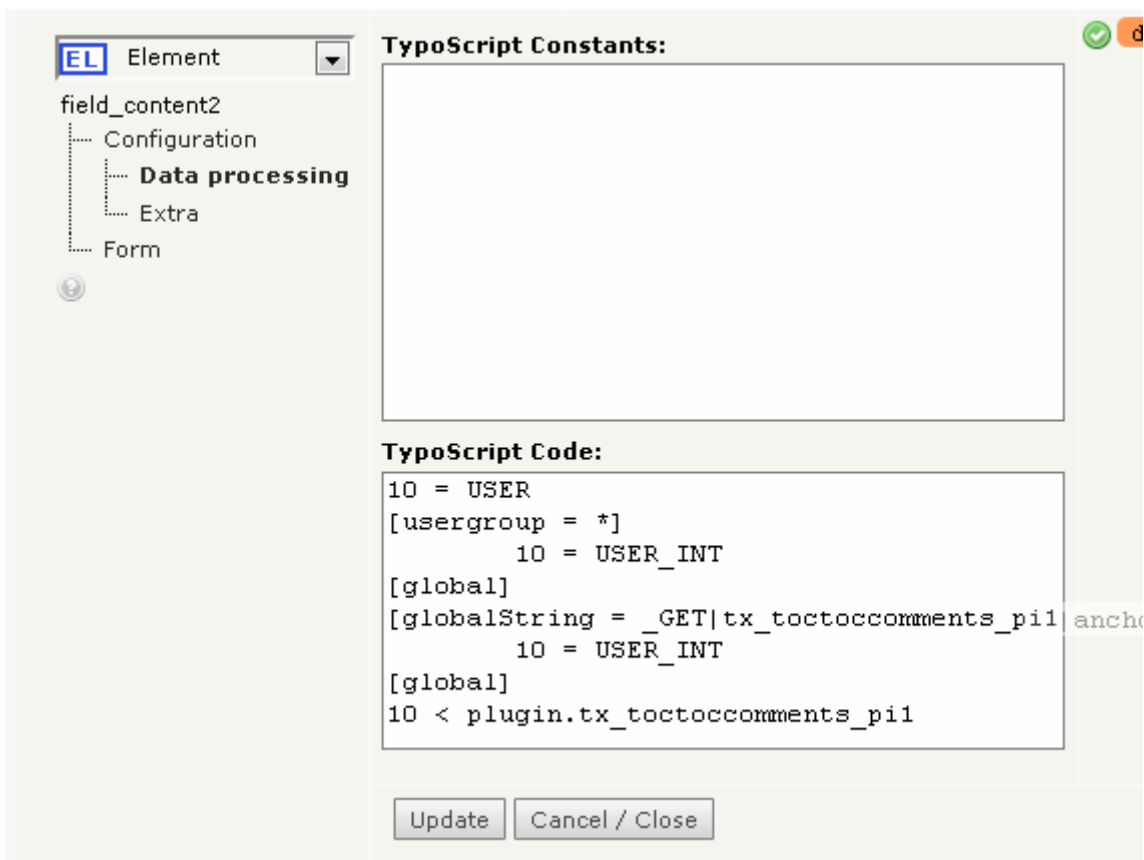 EL Element
field_content2
Configuration
Data processing
Extra
Form
TypoScript Constants:
TypoScript Code:
10 = USER
[usergroup = *]
10 = USER_INT
[global]
[globalString = _GET|tx_toctoccomments_pi1|
10 = USER_INT
[global]
10 < plugin.tx_toctoccomments_pi1
Update
Cancel / Close